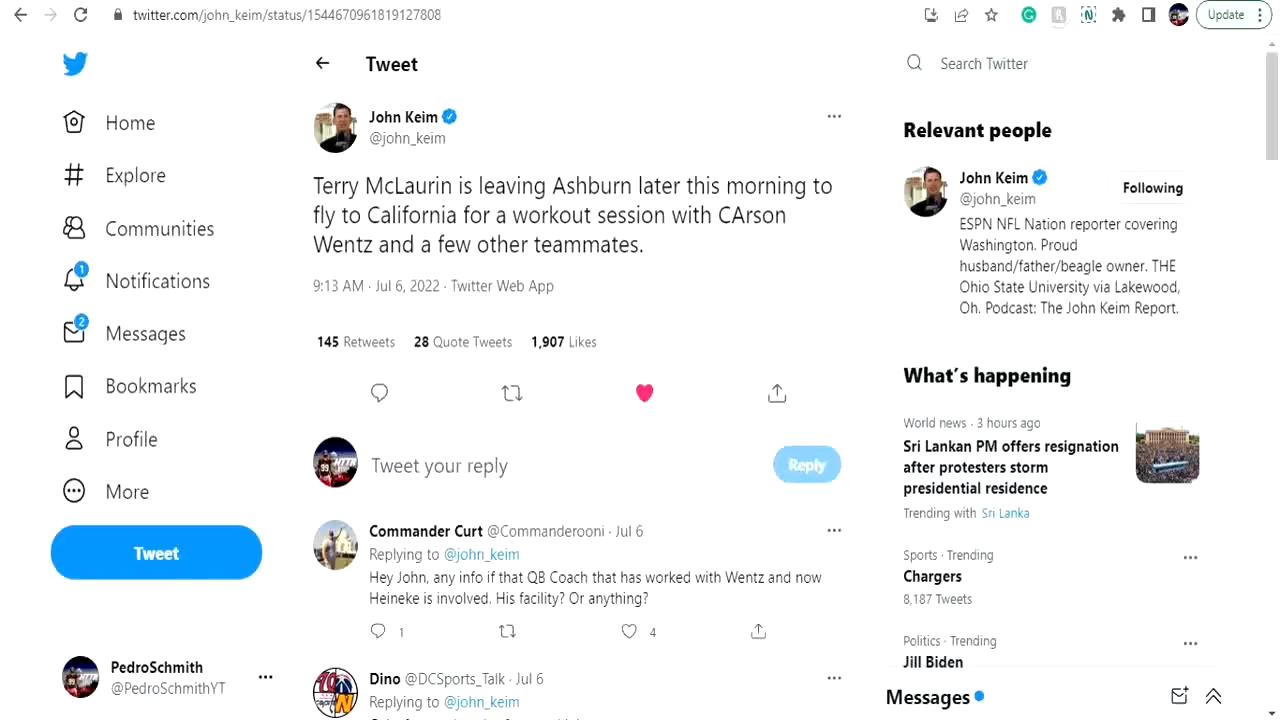 twitter.com/john_keim/status/1544670961819127808
Update
Home
Explore
Communities
1
Notifications
2
Messages
Bookmarks
Profile
More
Tweet
PedroSchmith
@PedroSchmithYT
Tweet
John Keim
@john_keim
Terry McLaurin is leaving Ashburn later this morning to
fly to California for a workout session with CArson
Wentz and a few other teammates.
9:13 AM · Jul 6, 2022 · Twitter Web App
145 Retweets 28 Quote Tweets 1,907 Likes
Tweet your reply
Reply
Commander Curt @Commanderooni · Jul 6
Replying to @john_keim
Hey John, any info if that QB Coach that has worked with Wentz and now
Heineke is involved. His facility? Or anything?
1 4
Dino @DCSports_Talk · Jul 6
Replying to @john_keim
Search Twitter
Relevant people
John Keim
@john_keim
Following
ESPN NFL Nation reporter covering
Washington. Proud
husband/father/beagle owner. THE
Ohio State University via Lakewood,
Oh. Podcast: The John Keim Report.
What's happening
World news · 3 hours ago
Sri Lankan PM offers resignation
after protesters storm
presidential residence
Trending with Sri Lanka
Sports · Trending
Chargers
8,187 Tweets
Politics · Trending
Jill Biden
Messages